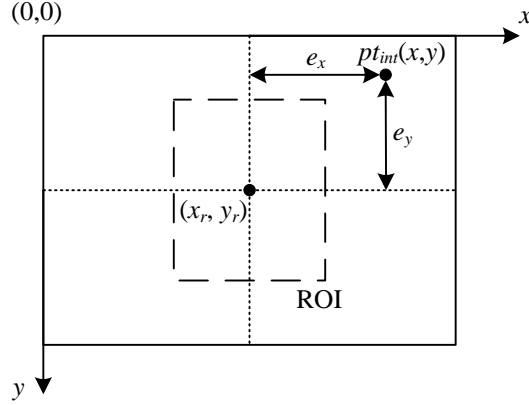 (0,0)
x
pt_int(x,y)
e_x
e_y
(x_r, y_r)
ROI
y